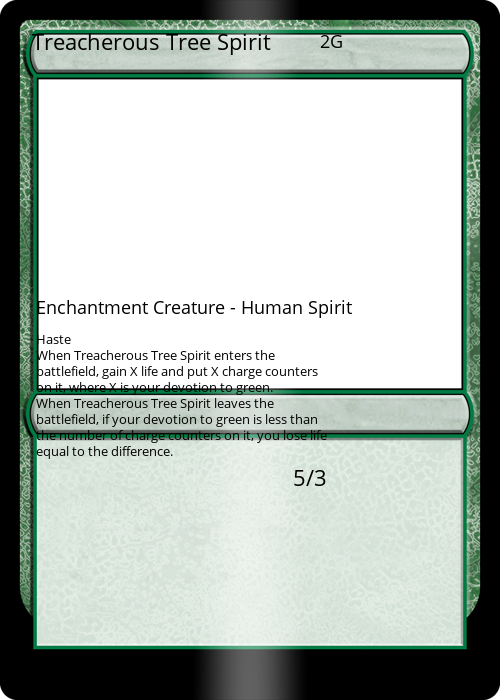 Treacherous Tree Spirit 2G
Enchantment Creature - Human Spirit
Haste
When Treacherous Tree Spirit enters the
battlefield, gain X life and put X charge counters
on it, where X is your devotion to green.
When Treacherous Tree Spirit leaves the
battlefield, if your devotion to green is less than
the number of charge counters on it, you lose life
equal to the difference.
5/3